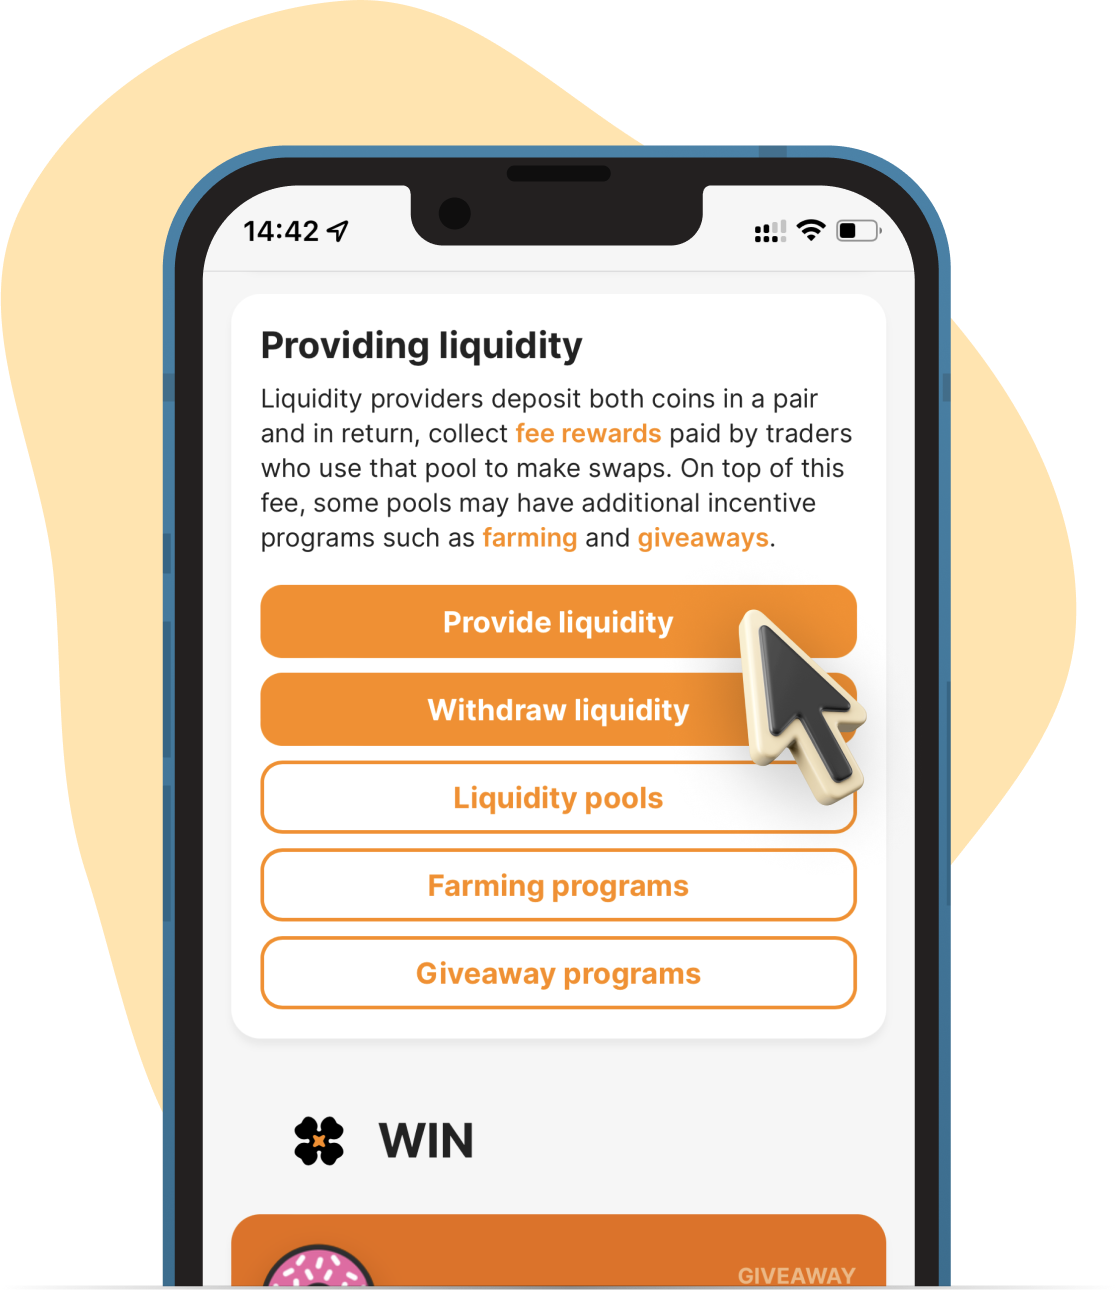 14:42
Providing liquidity
Liquidity providers deposit both coins in a pair
and in return, collect fee rewards paid by traders
who use that pool to make swaps. On top of this
fee, some pools may have additional incentive
programs such as farming and giveaways.
Provide liquidity
Withdraw liquidity
Liquidity pools
Farming programs
Giveaway programs
WIN
GIVEAWAY